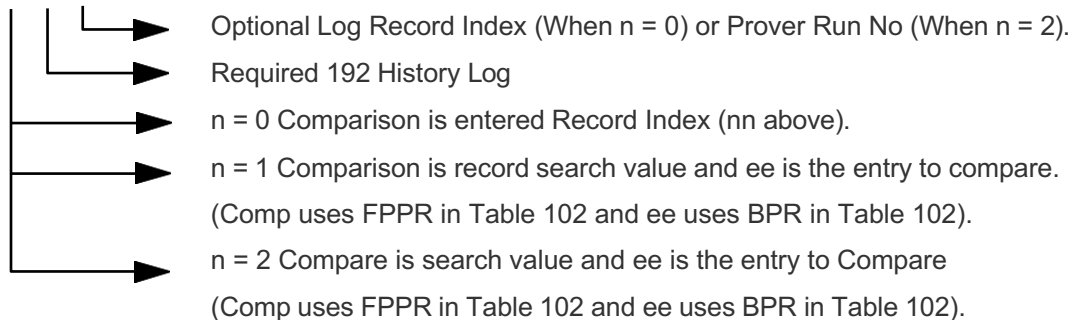 Optional Log Record Index (When n = 0) or Prover Run No (When n = 2).
Required 192 History Log
n = 0 Comparison is entered Record Index (nn above).
n = 1 Comparison is record search value and ee is the entry to compare.
(Comp uses FPPR in Table 102 and ee uses BPR in Table 102).
n = 2 Compare is search value and ee is the entry to Compare
(Comp uses FPPR in Table 102 and ee uses BPR in Table 102).